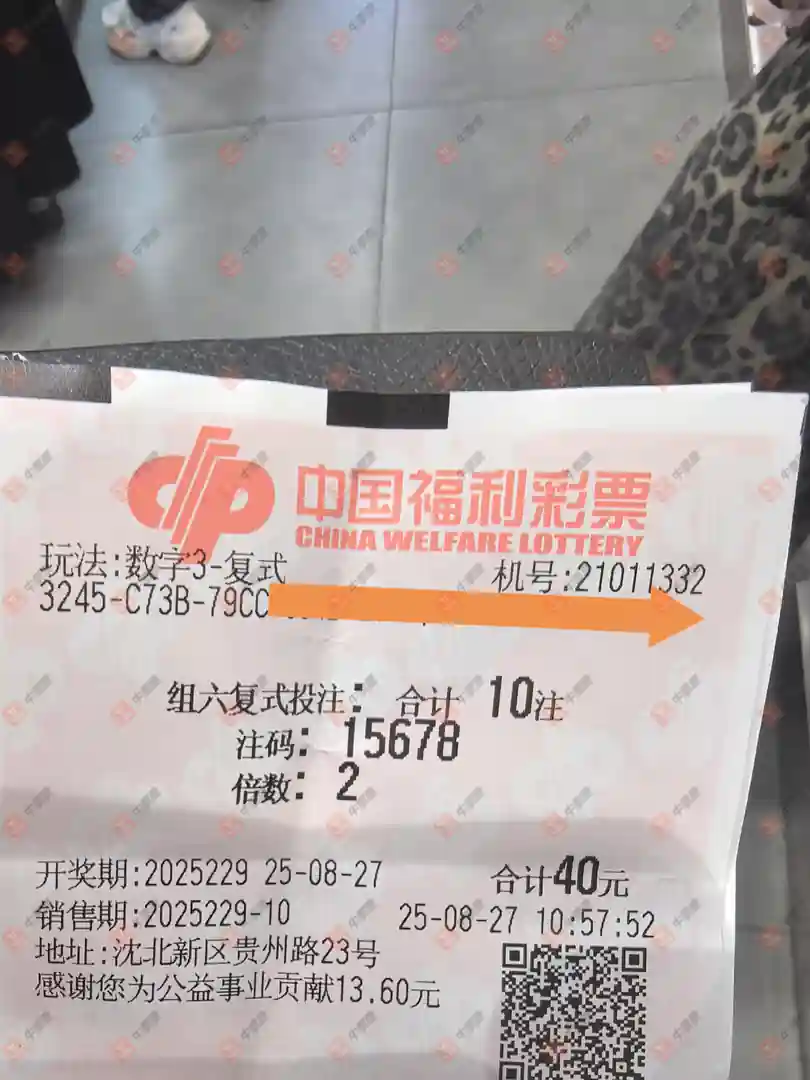 中国福利彩票
CHINA WELFARE LOTTERY
玩法:数字3-复式 机号:21011332
3245-C73B-79CC
组六复式投注: 合计 10注
注码: 15678
倍数: 2
开奖期:2025229 25-08-27 合计40元
销售期:2025229-10 25-08-27 10:57:52
地址:沈北新区贵州路23号
感谢您为公益事业贡献13.60元